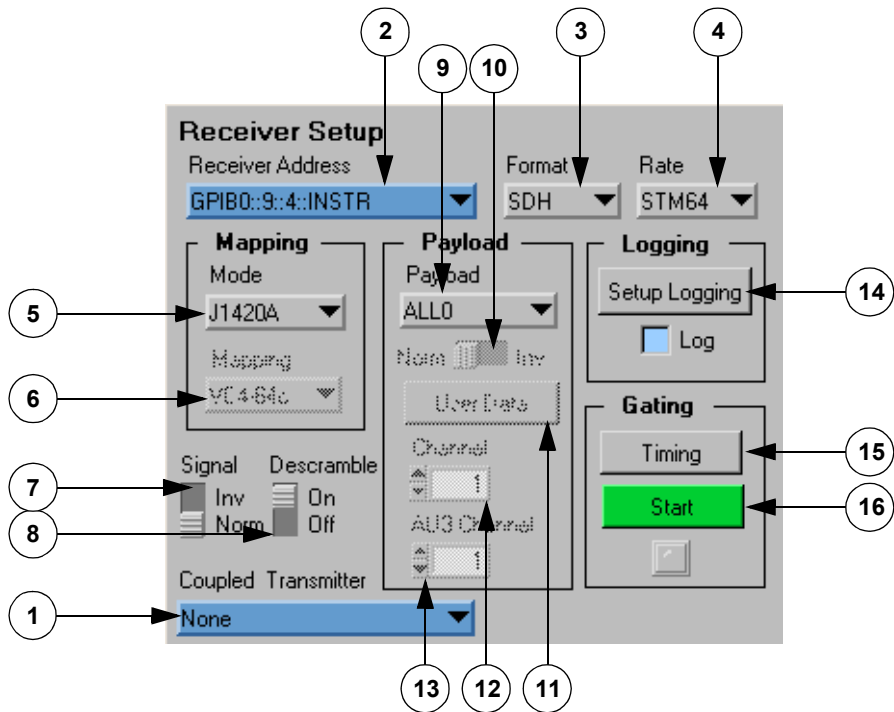 2
3
4
9
10
Receiver Setup
Receiver Address
Format
Rate
GPIB0::9::4::INSTR
SDH
STM64
Mapping
Mode
J1420A
Mapping
VC4-64c
Payload
Payload
ALL0
Norm
Inv
User Data
Channel
1
AU3 Channel
1
Logging
Setup Logging
Log
Gating
Timing
Start
Signal
Inv
Norm
Descramble
On
Off
Coupled Transmitter
None
5
6
7
8
1
14
15
16
13
12
11